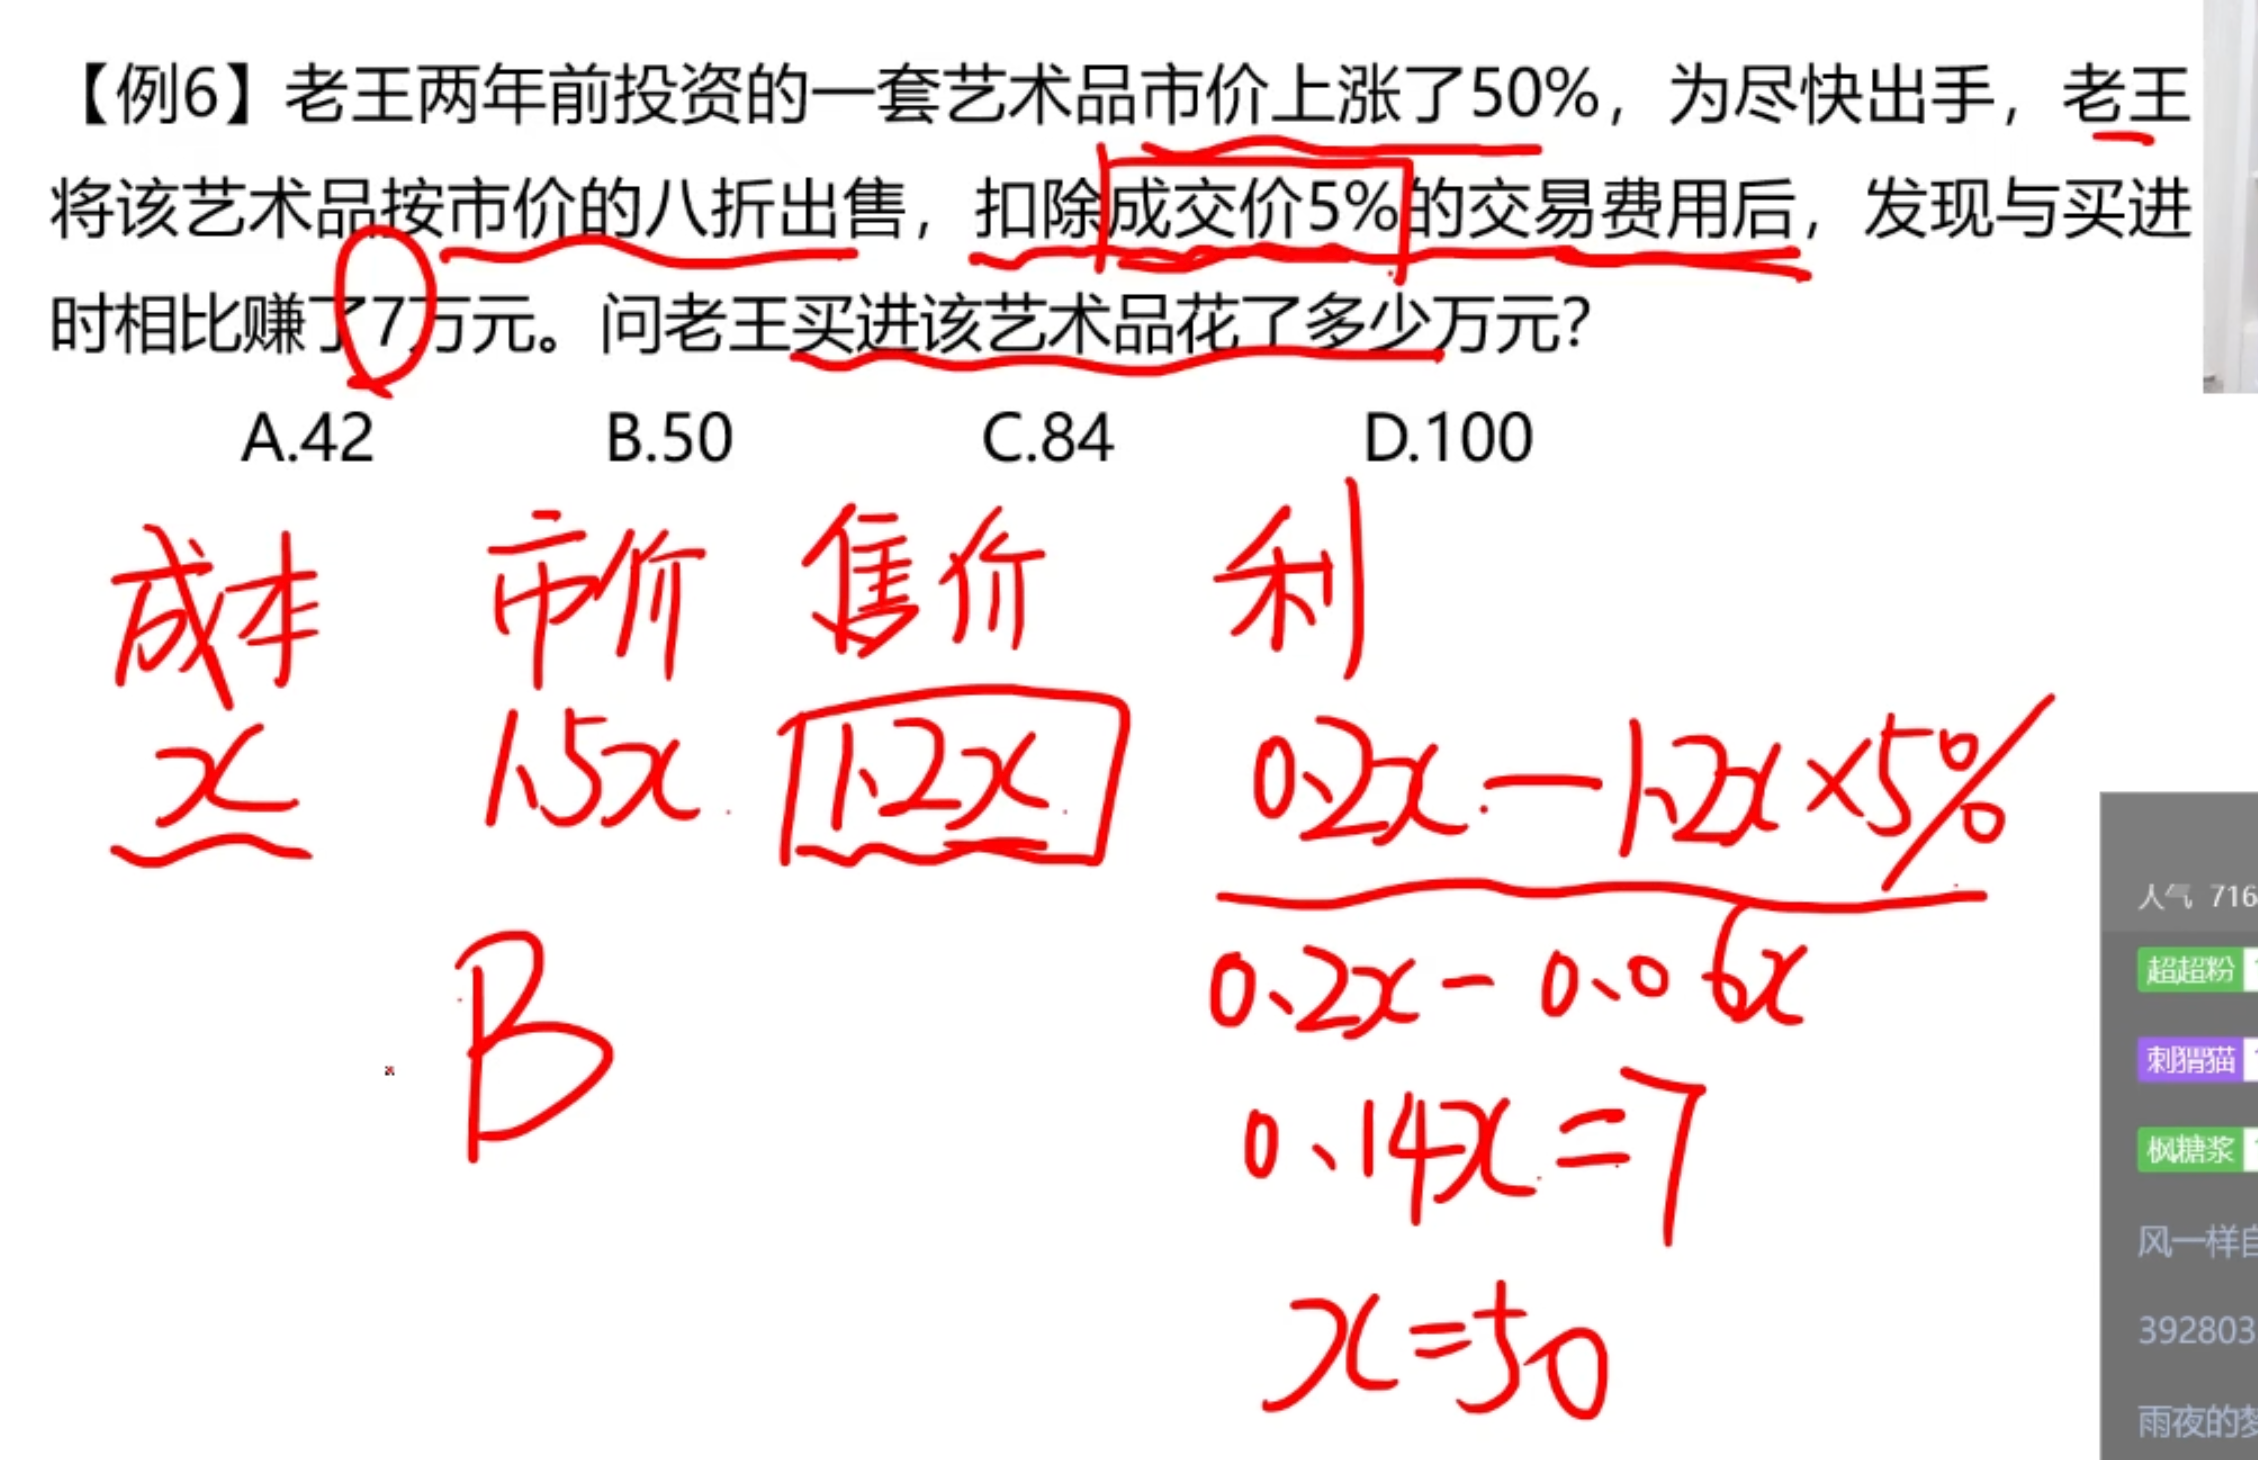 【例6】老王两年前投资的一套艺术品市价上涨了50%，为尽快出手，老王
将该艺术品按市价的八折出售，扣除成交价5%的交易费用后，发现与买进
时相比赚了7万元。问老王买进该艺术品花了多少万元？
A.42 B.50 C.84 D.100
成本 市价 售价 利
x 1.5x 1.2x 0.2x-1.2x×5%
人气 716
超超粉
B 0.2x-0.06x
刺猬猫
0.14x=7
枫糖浆
风一样自
x=50
392803
雨夜的梦